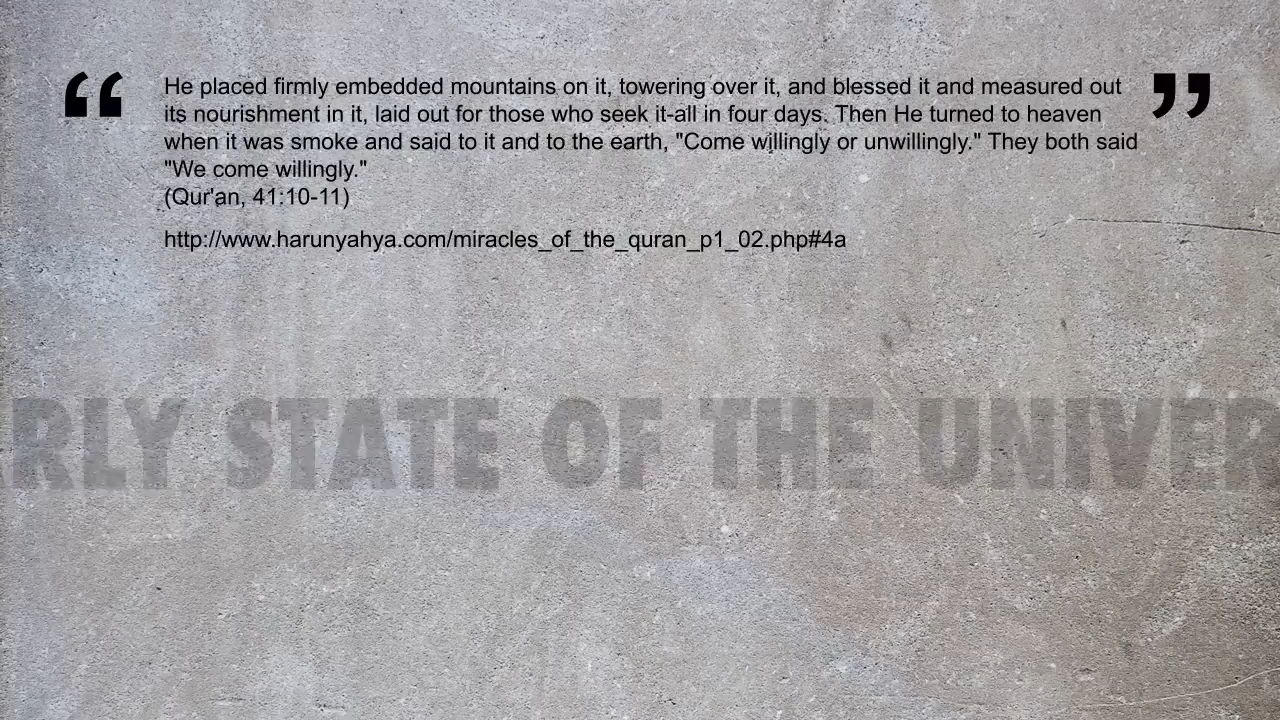 “ He placed firmly embedded mountains on it, towering over it, and blessed it and measured out ”
its nourishment in it, laid out for those who seek it-all in four days. Then He turned to heaven
when it was smoke and said to it and to the earth, "Come willingly or unwillingly." They both said
"We come willingly."
(Qur'an, 41:10-11)
http://www.harunyahya.com/miracles_of_the_quran_p1_02.php#4a
RLY STATE OF THE UNIVER